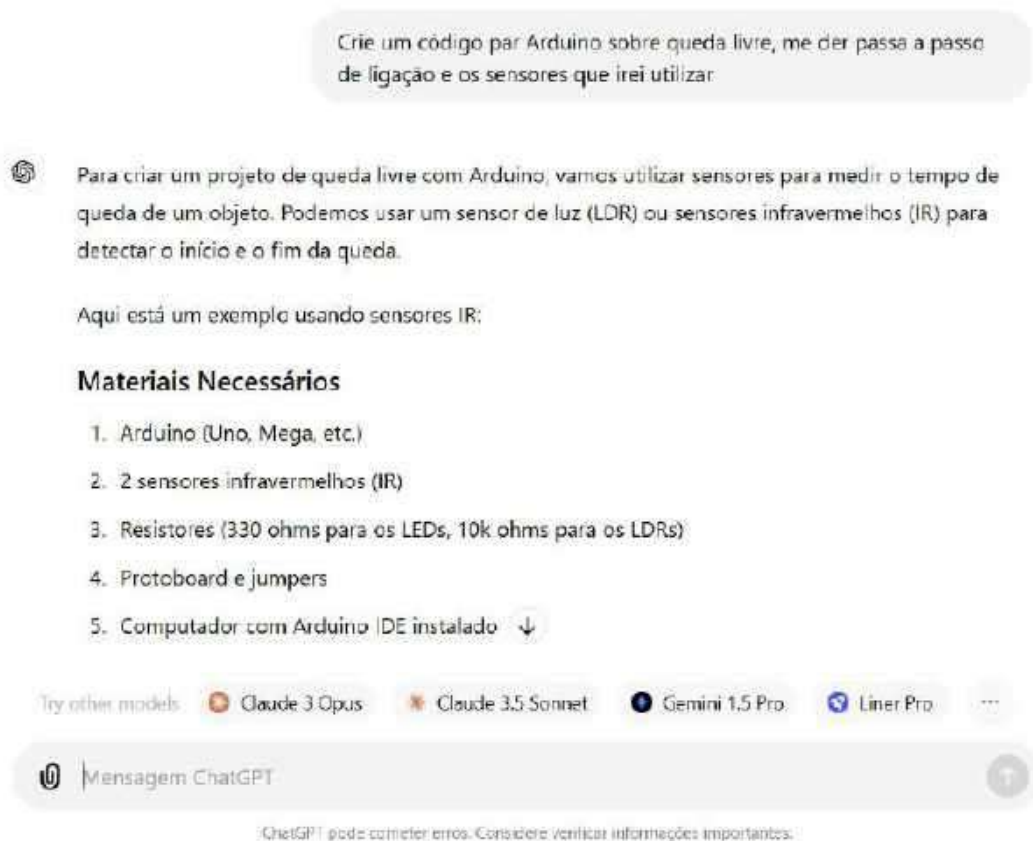 Crie um código par Arduino sobre queda livre, me der passa a passo
de ligação e os sensores que irei utilizar
Para criar um projeto de queda livre com Arduino, vamos utilizar sensores para medir o tempo de
queda de um objeto. Podemos usar um sensor de luz (LDR) ou sensores infravermelhos (IR) para
detectar o início e o fim da queda.
Aqui está um exemplo usando sensores IR:
Materiais Necessários
1. Arduino (Uno, Mega, etc.)
2. 2 sensores infravermelhos (IR)
3. Resistores (330 ohms para os LEDs, 10k ohms para os LDRs)
4. Protoboard e jumpers
5. Computador com Arduino IDE instalado
Try other models Claude 3 Opus Claude 3.5 Sonnet Gemini 1.5 Pro Liner Pro ...
Mensagem ChatGPT
ChatGPT pode cometer erros. Considere verificar informações importantes.